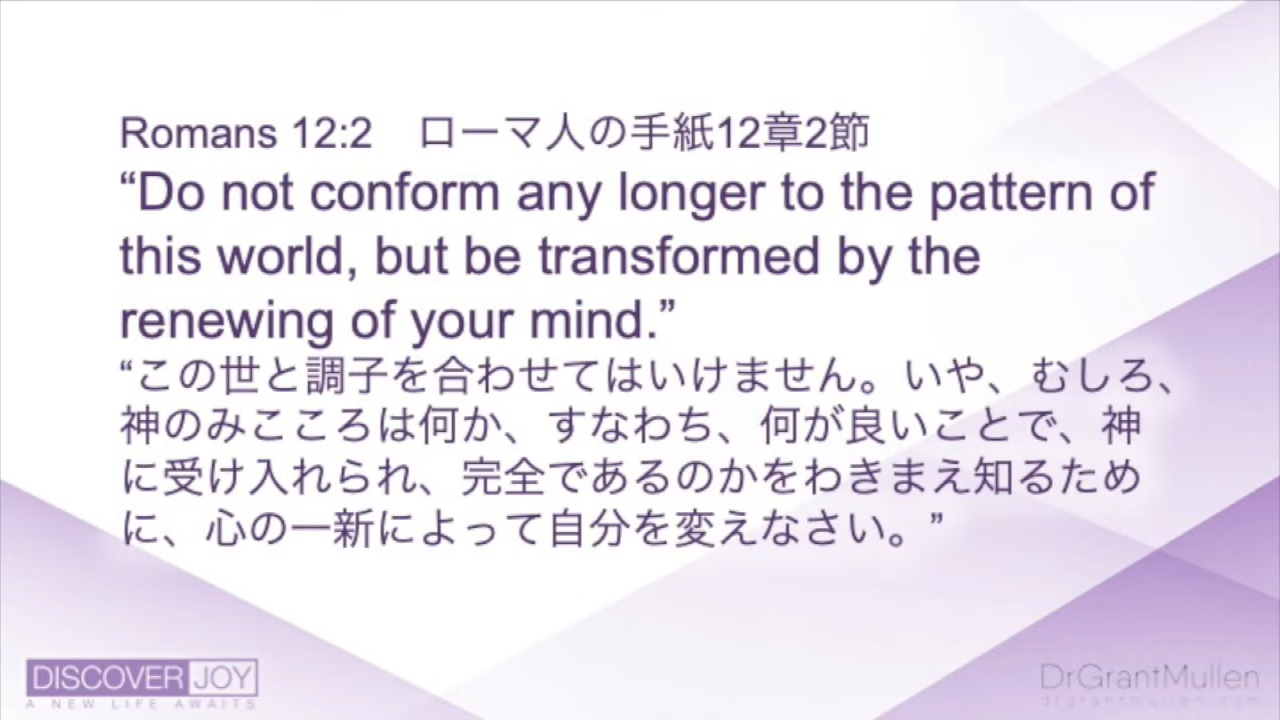 Romans 12:2　ローマ人の手紙12章2節
“Do not conform any longer to the pattern of
this world, but be transformed by the
renewing of your mind.”
“この世と調子を合わせてはいけません。いや、むしろ、
神のみこころは何か、すなわち、何が良いことで、神
に受け入れられ、完全であるのかをわきまえ知るため
に、心の一新によって自分を変えなさい。”
DISCOVER JOY
A NEW LIFE AWAITS
DrGrantMullen
drgrantmullen.com